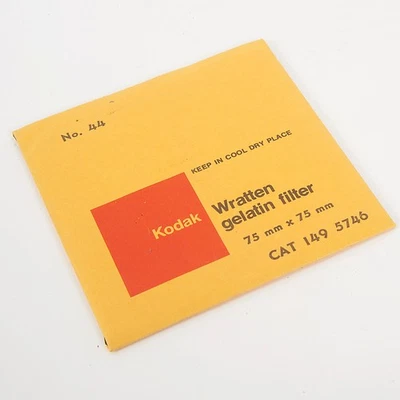 No. 44
KEEP IN COOL DRY PLACE
Kodak
Wratten
gelatin filter
75 mm x 75 mm
CAT 149 5746